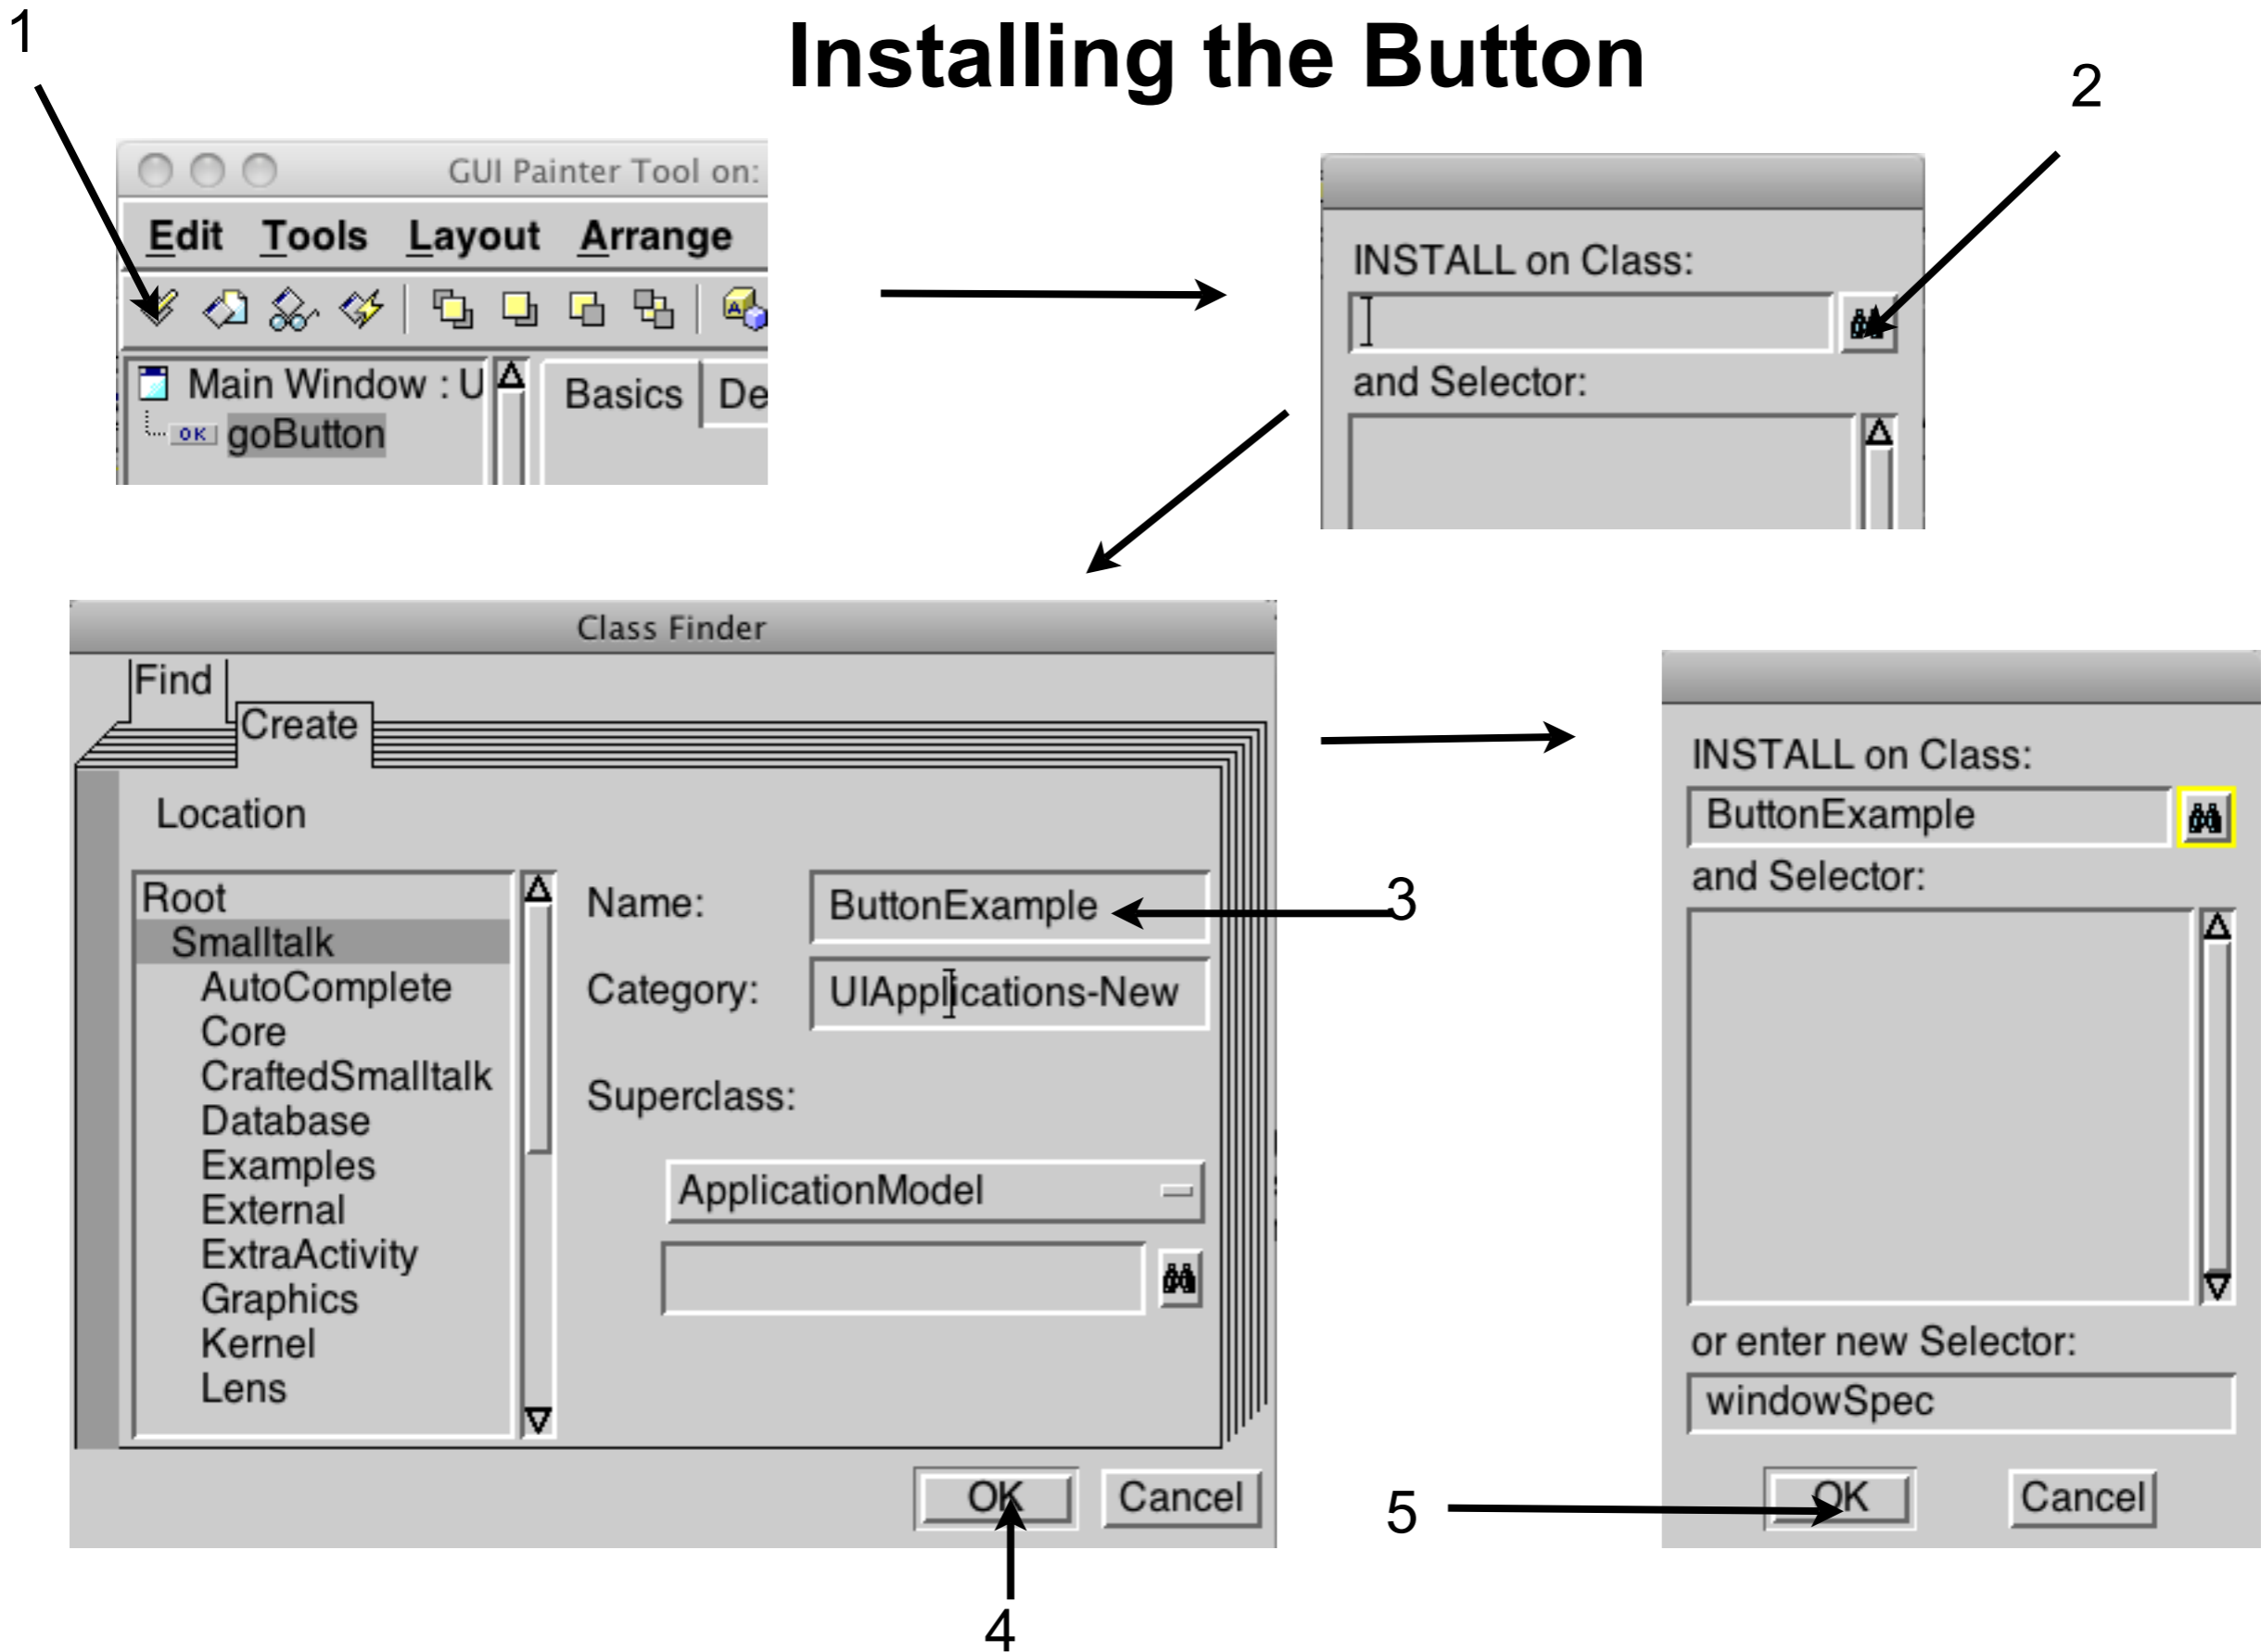 1
Installing the Button
2
GUI Painter Tool on:
Edit Tools Layout Arrange
A
Main Window : U
Basics De
OK goButton
INSTALL on Class:
and Selector:
Class Finder
Find
Create
Location
Root
Smalltalk
AutoComplete
Core
CraftedSmalltalk
Database
Examples
External
ExtraActivity
Graphics
Kernel
Lens
Name: ButtonExample
3
Category: UIApplications-New
Superclass:
ApplicationModel
OK Cancel
4
INSTALL on Class:
ButtonExample
and Selector:
or enter new Selector:
windowSpec
5
OK Cancel